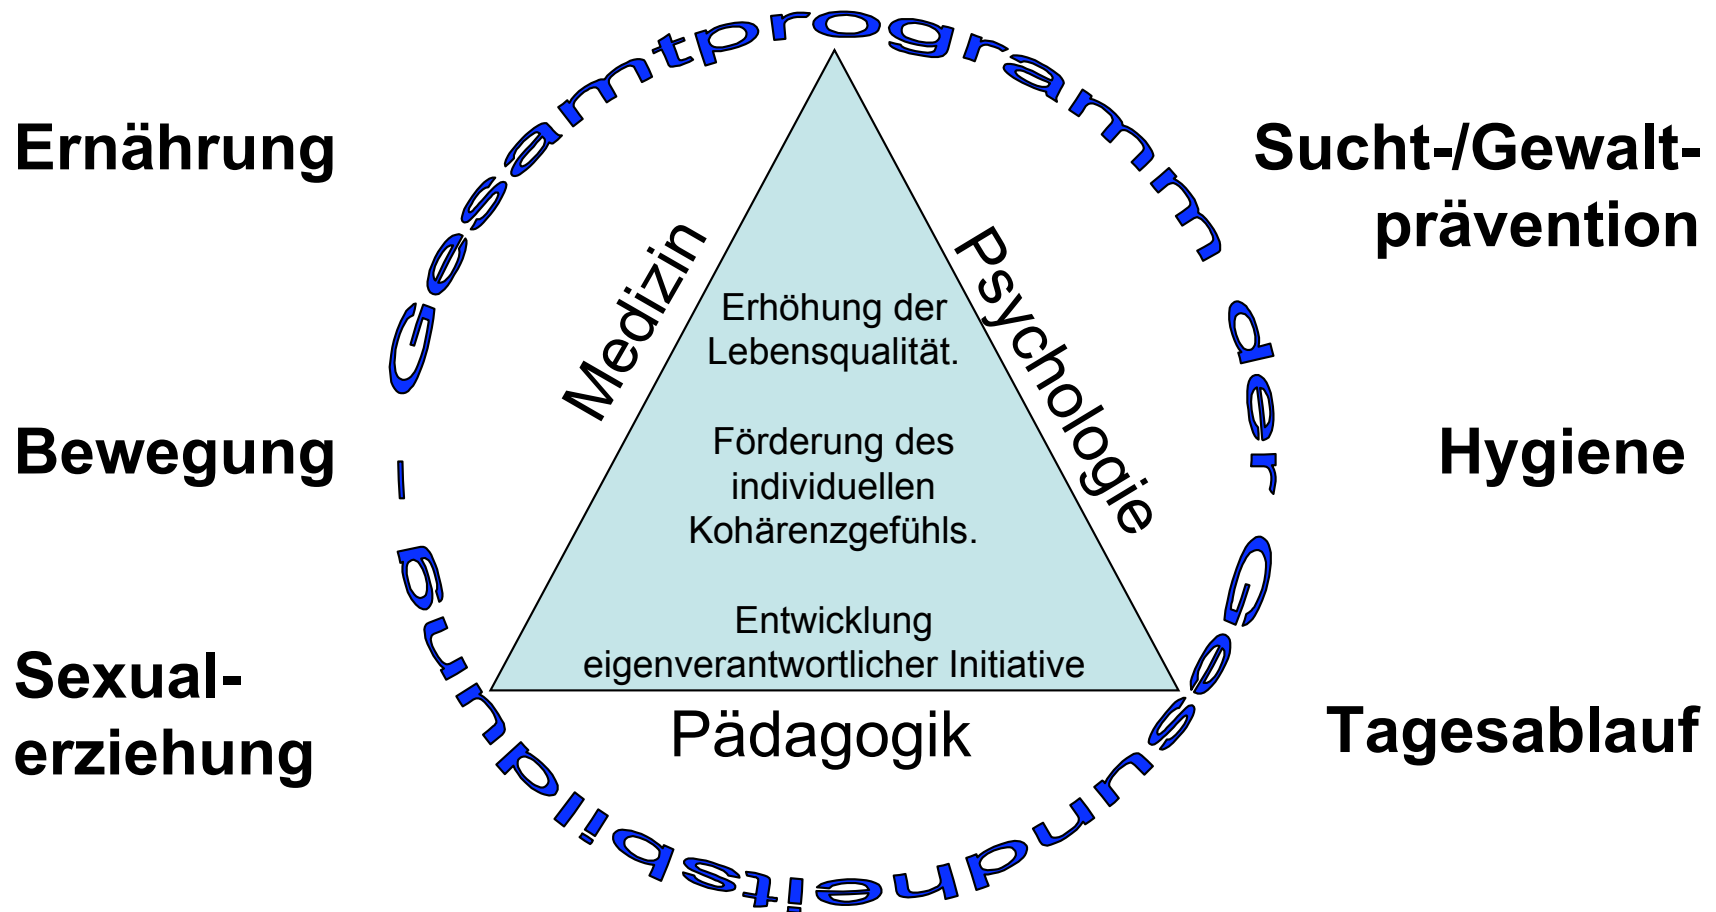 Gesamtprogramm der Gesundheitsbildung –
Ernährung
Bewegung
Sexual-
erziehung
Medizin
Psychologie
Pädagogik
Erhöhung der
Lebensqualität.
Förderung des
individuellen
Kohärenzgefühls.
Entwicklung
eigenverantwortlicher Initiative
Sucht-/Gewalt-
prävention
Hygiene
Tagesablauf